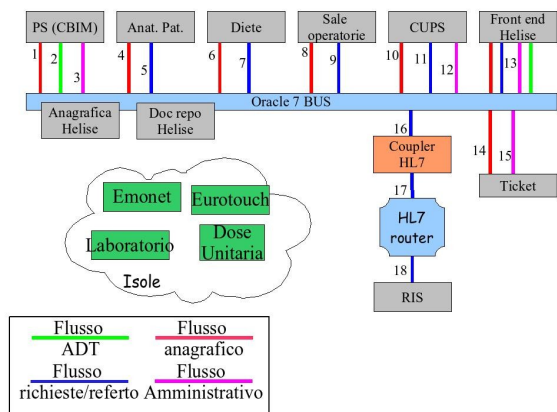 PS (CBIM)
Anat. Pat.
Diete
Sale
operatorie
CUPS
Front end
Helise
1
2
3
4
5
6
7
8
9
10
11
12
13
Oracle 7 BUS
Anagrafica
Helise
Doc repo
Helise
16
Coupler
HL7
14
15
Ticket
17
HL7
router
18
RIS
Emonet
Eurotouch
Laboratorio
Dose
Unitaria
Isole
Flusso
ADT
Flusso
anagrafico
Flusso
richieste/referto
Flusso
Amministrativo